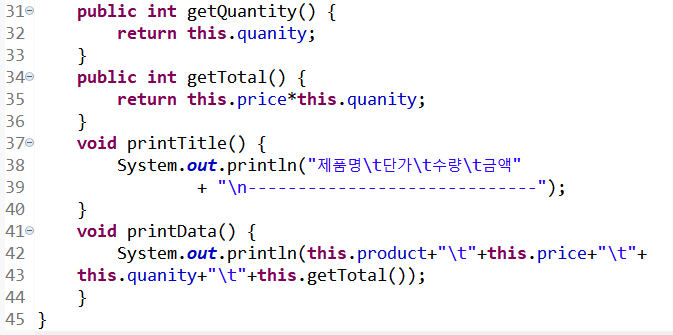 31 public int getQuantity() {
32 return this.quanity;
33 }
34 public int getTotal() {
35 return this.price*this.quanity;
36 }
37 void printTitle() {
38 System.out.println("제품명\t단가\t수량\t금액"
39 + "\n-----------------------------");
40 }
41 void printData() {
42 System.out.println(this.product+"\t"+this.price+"\t"+
43 this.quanity+"\t"+this.getTotal());
44 }
45 }